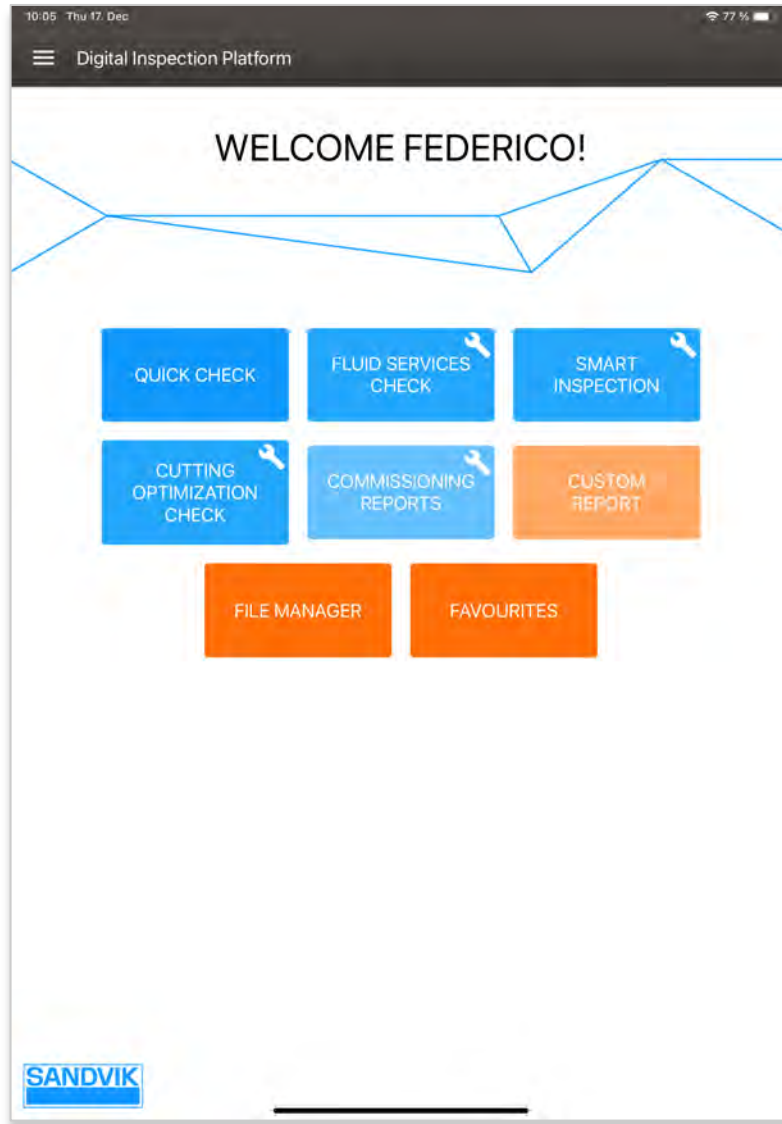 10:05 Thu 17. Dec 77 %
Digital Inspection Platform
WELCOME FEDERICO!
QUICK CHECK
FLUID SERVICES
CHECK
SMART
INSPECTION
CUTTING
OPTIMIZATION
CHECK
COMMISSIONING
REPORTS
CUSTOM
REPORT
FILE MANAGER
FAVOURITES
SANDVIK